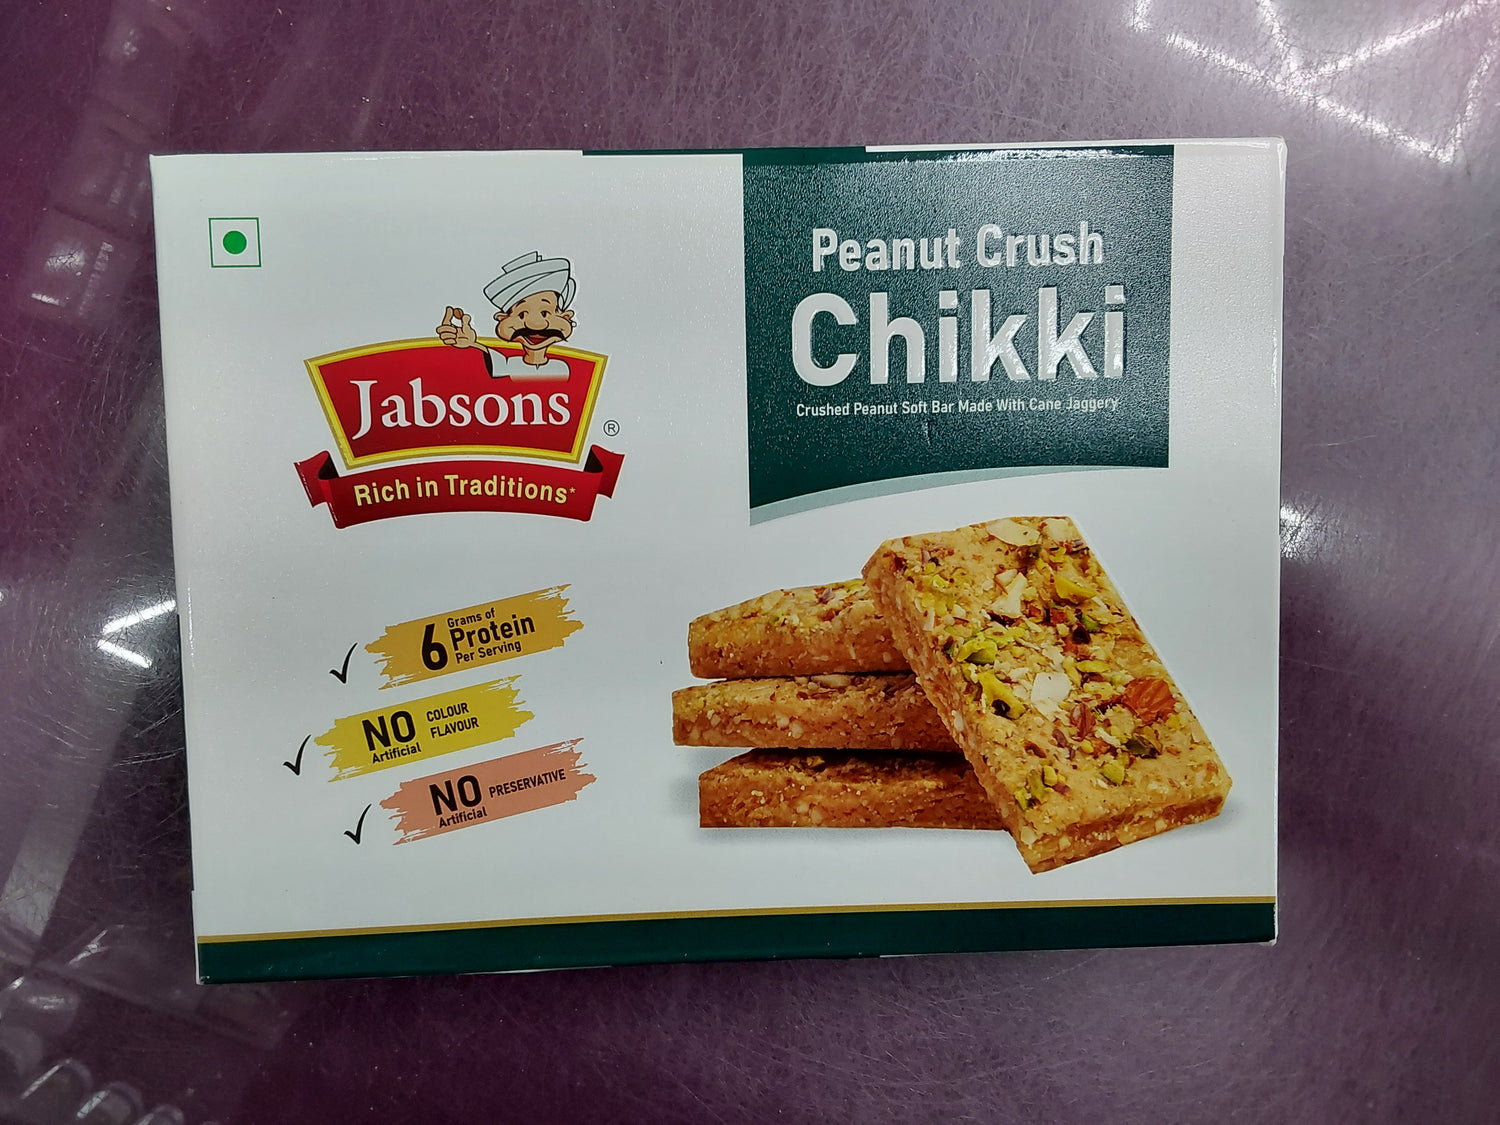 Jabsons
®
Rich in Traditions*
Peanut Crush
Chikki
Crushed Peanut Soft Bar Made With Cane Jaggery
6 Grams of
Protein
Per Serving
NO COLOUR
Artificial FLAVOUR
NO PRESERVATIVE
Artificial